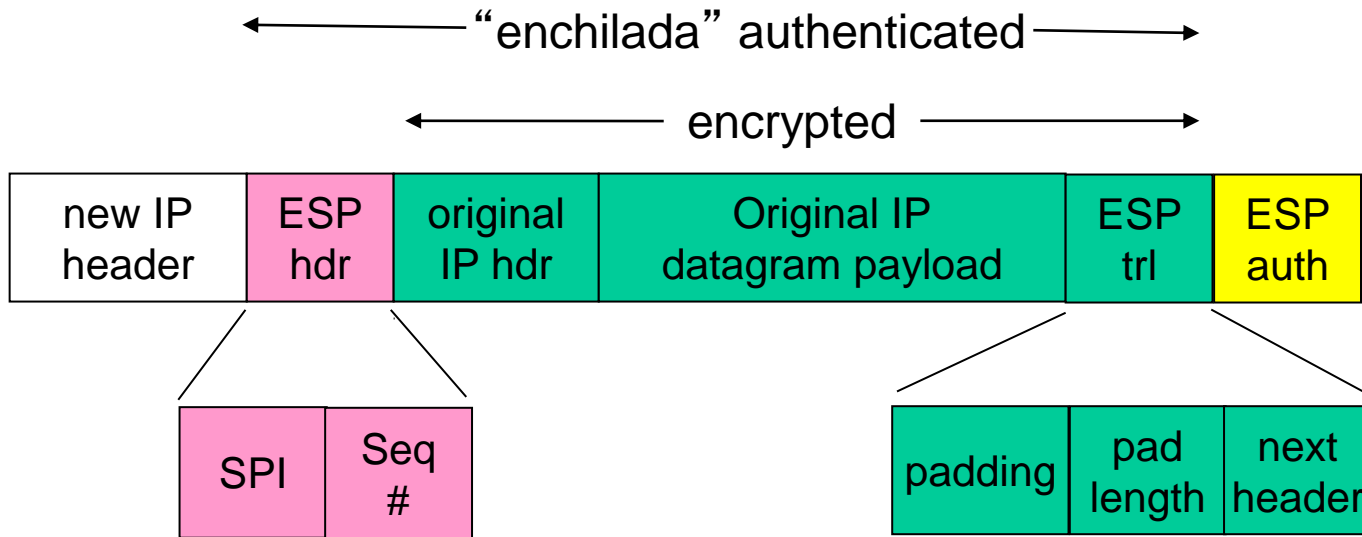 “enchilada” authenticated
encrypted
new IP
header
ESP
hdr
original
IP hdr
Original IP
datagram payload
ESP
trl
ESP
auth
SPI
Seq
#
padding
pad
length
next
header